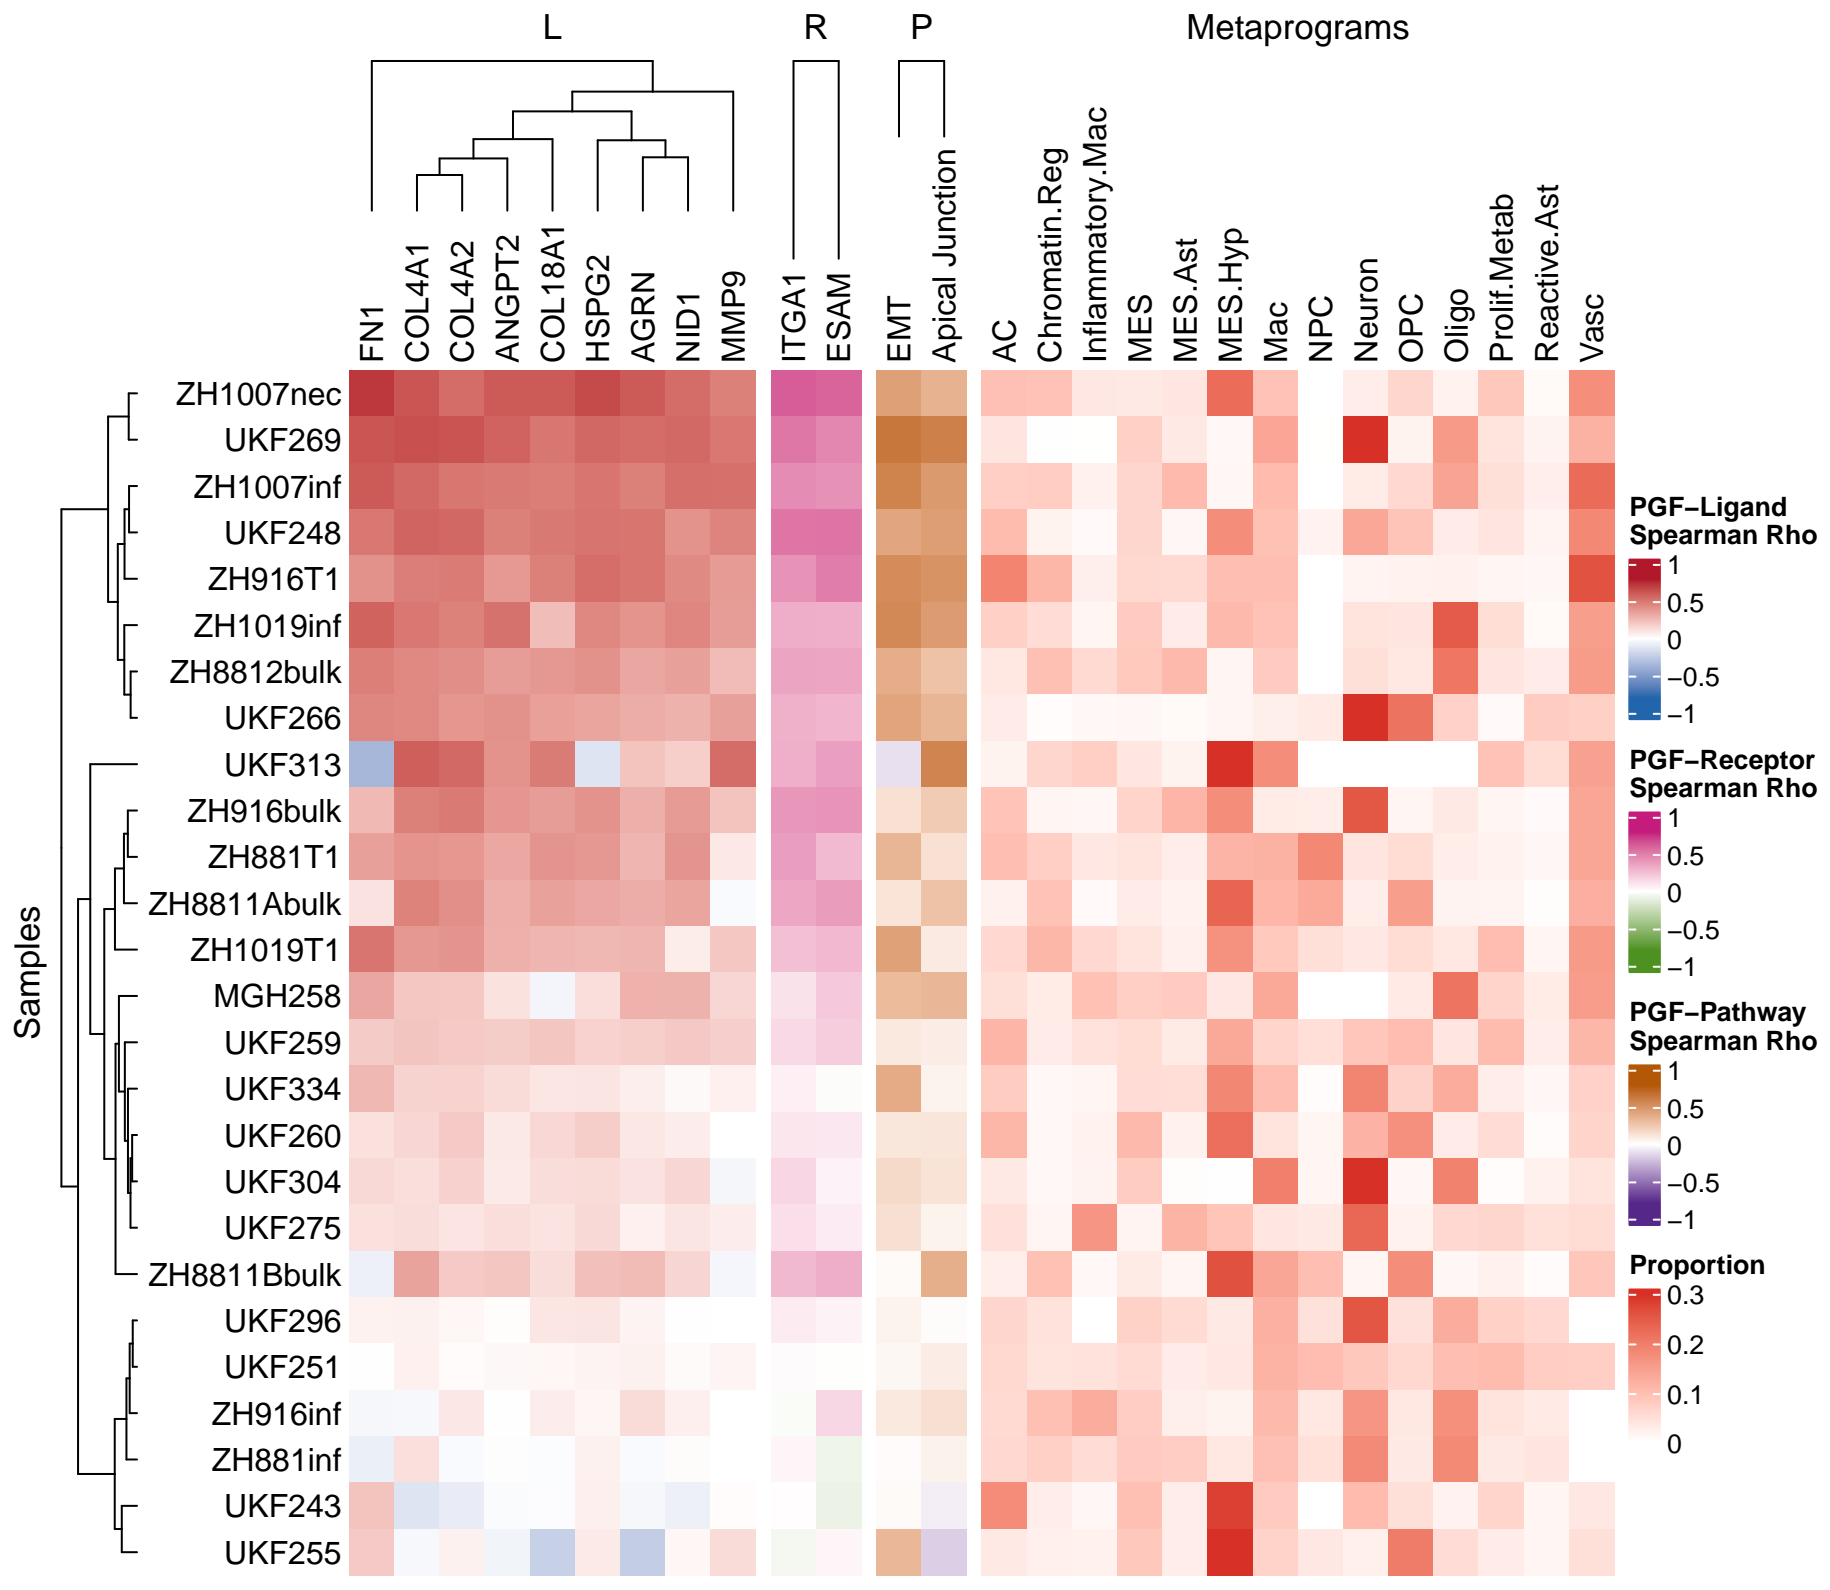 L
R
P
Metaprograms
FN1
COL4A1
COL4A2
ANGPT2
COL18A1
HSPG2
AGRN
NID1
MMP9
ITGA1
ESAM
EMT
Apical Junction
AC
Chromatin.Reg
Inflammatory.Mac
MES
MES.Ast
MES.Hyp
Mac
NPC
Neuron
OPC
Oligo
Prolif.Metab
Reactive.Ast
Vasc
Samples
ZH1007nec
UKF269
ZH1007inf
UKF248
ZH916T1
ZH1019inf
ZH8812bulk
UKF266
UKF313
ZH916bulk
ZH881T1
ZH8811Abulk
ZH1019T1
MGH258
UKF259
UKF334
UKF260
UKF304
UKF275
ZH8811Bbulk
UKF296
UKF251
ZH916inf
ZH881inf
UKF243
UKF255
PGF−Ligand
Spearman Rho
1
0.5
0
−0.5
−1
PGF−Receptor
Spearman Rho
1
0.5
0
−0.5
−1
PGF−Pathway
Spearman Rho
1
0.5
0
−0.5
−1
Proportion
0.3
0.2
0.1
0